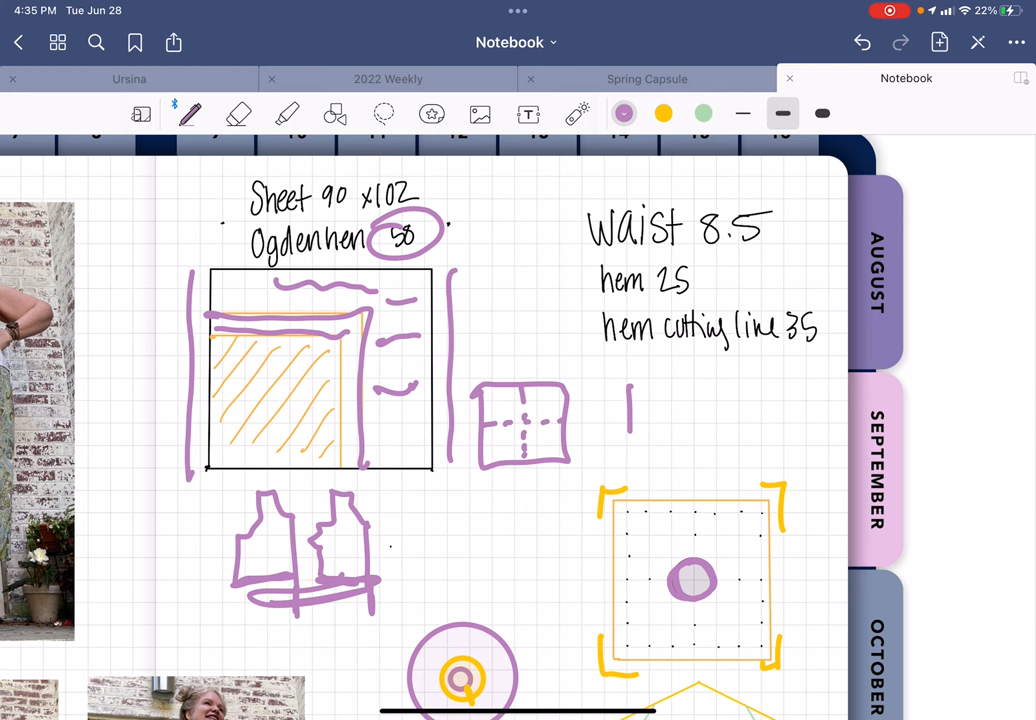 4:35 PM Tue Jun 28
22%
Notebook
Ursina
2022 Weekly
Spring Capsule
Notebook
Sheet 90 x102
Ogden hem 58
Waist 8.5
hem 25
hem cutting line 35
AUGUST
SEPTEMBER
OCTOBER